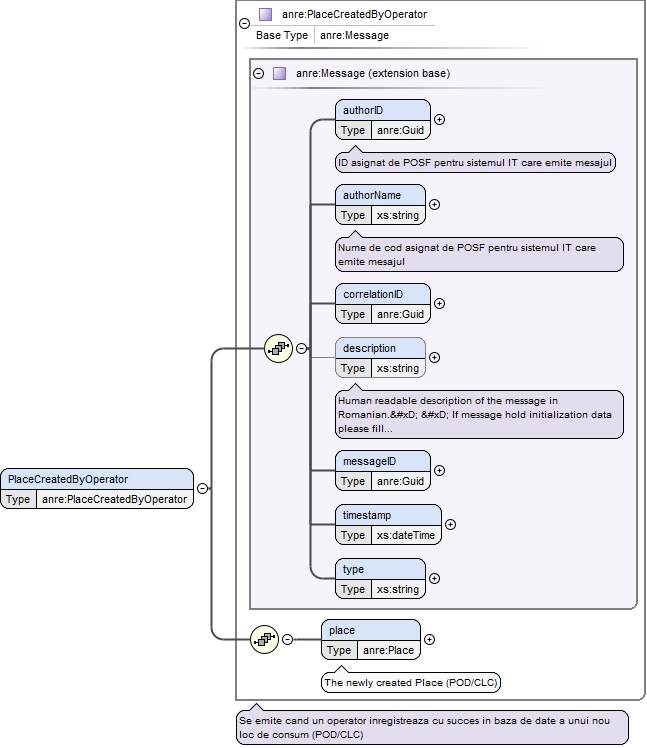 anre:PlaceCreatedByOperator
Base Type anre:Message
anre:Message (extension base)
authorID
Type anre:Guid
ID asignat de POSF pentru sistemul IT care emite mesajul
authorName
Type xs:string
Nume de cod asignat de POSF pentru sistemul IT care
emite mesajul
correlationID
Type anre:Guid
description
Type xs:string
Human readable description of the message in
Romanian.&#xD; &#xD; If message hold initialization data
please fill...
messageID
Type anre:Guid
PlaceCreatedByOperator
Type anre:PlaceCreatedByOperator
timestamp
Type xs:dateTime
type
Type xs:string
place
Type anre:Place
The newly created Place (POD/CLC)
Se emite cand un operator inregistreaza cu succes in baza de date a unui nou
loc de consum (POD/CLC)